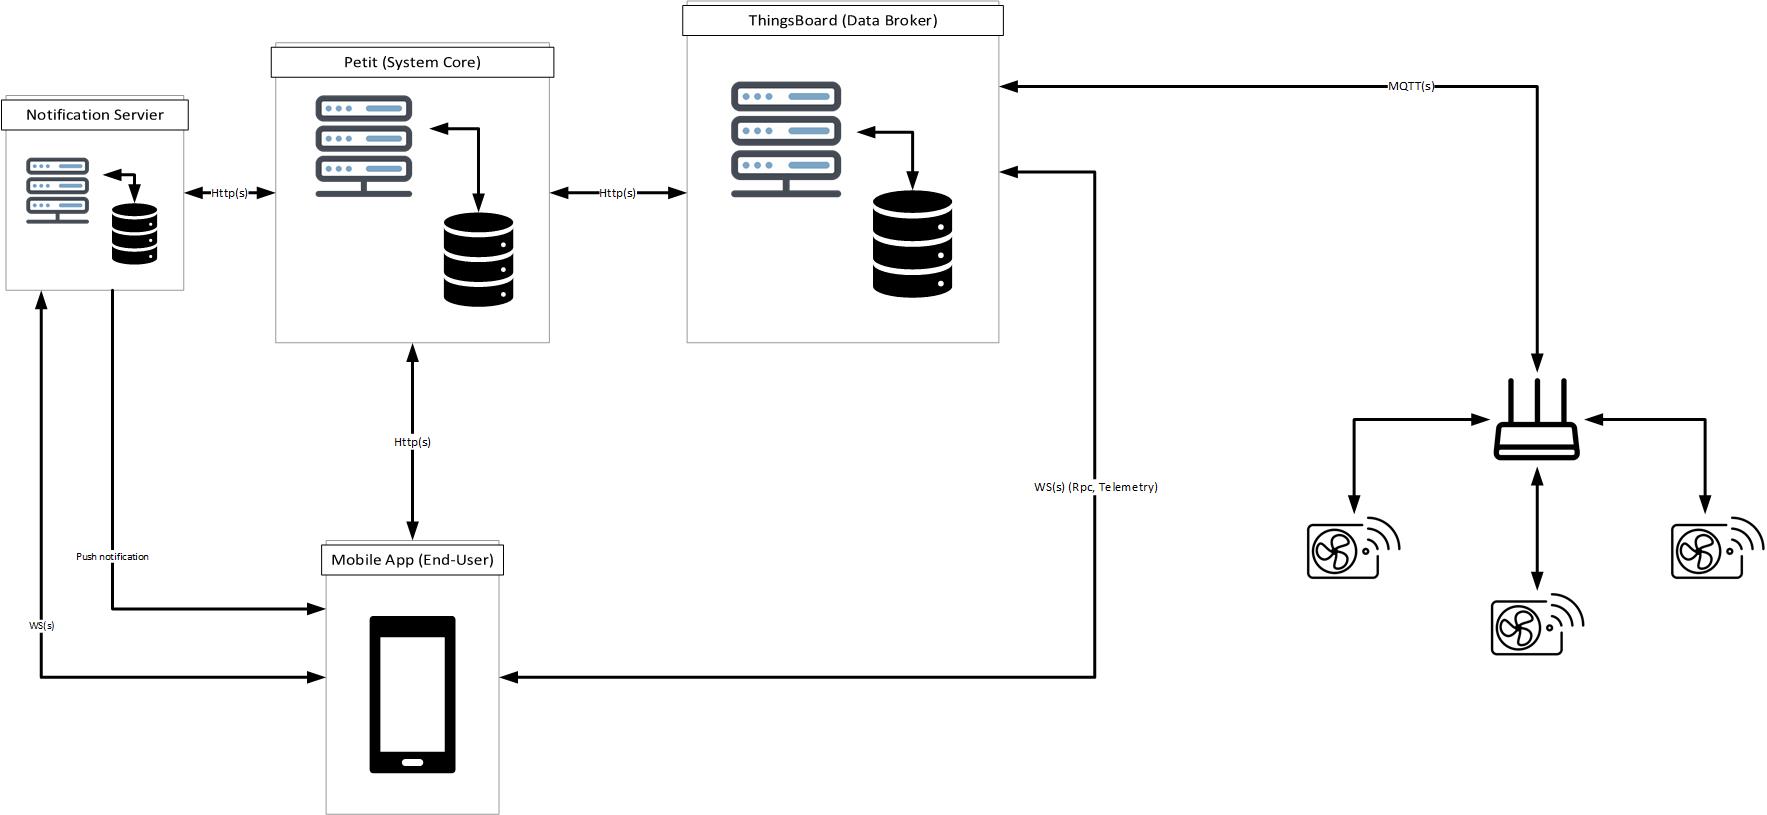 ThingsBoard (Data Broker)
Petit (System Core)
Notification Servier
MQTT(s)
Http(s)
Http(s)
Http(s)
WS(s) (Rpc, Telemetry)
Push notification
Mobile App (End-User)
WS(s)